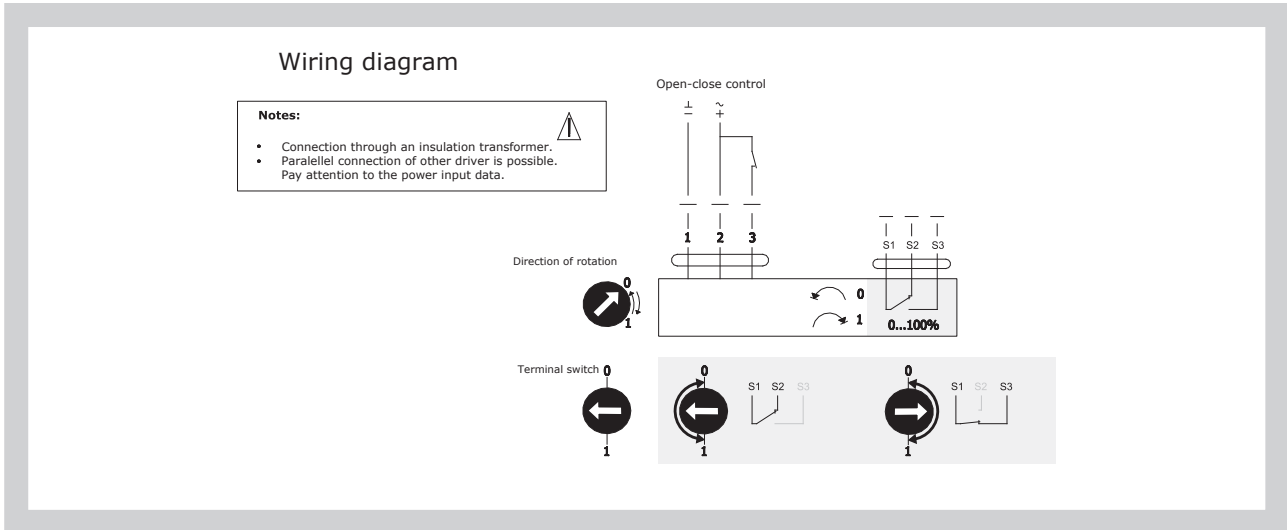 Wiring diagram
Open-close control
⊥ ~
− +
Notes:
• Connection through an insulation transformer.
• Paralellel connection of other driver is possible.
Pay attention to the power input data.
1 2 3
S1 S2 S3
Direction of rotation
0
1
0
1
0...100%
Terminal switch 0
1
0
1
S1 S2 S3
0
1
S1 S2 S3